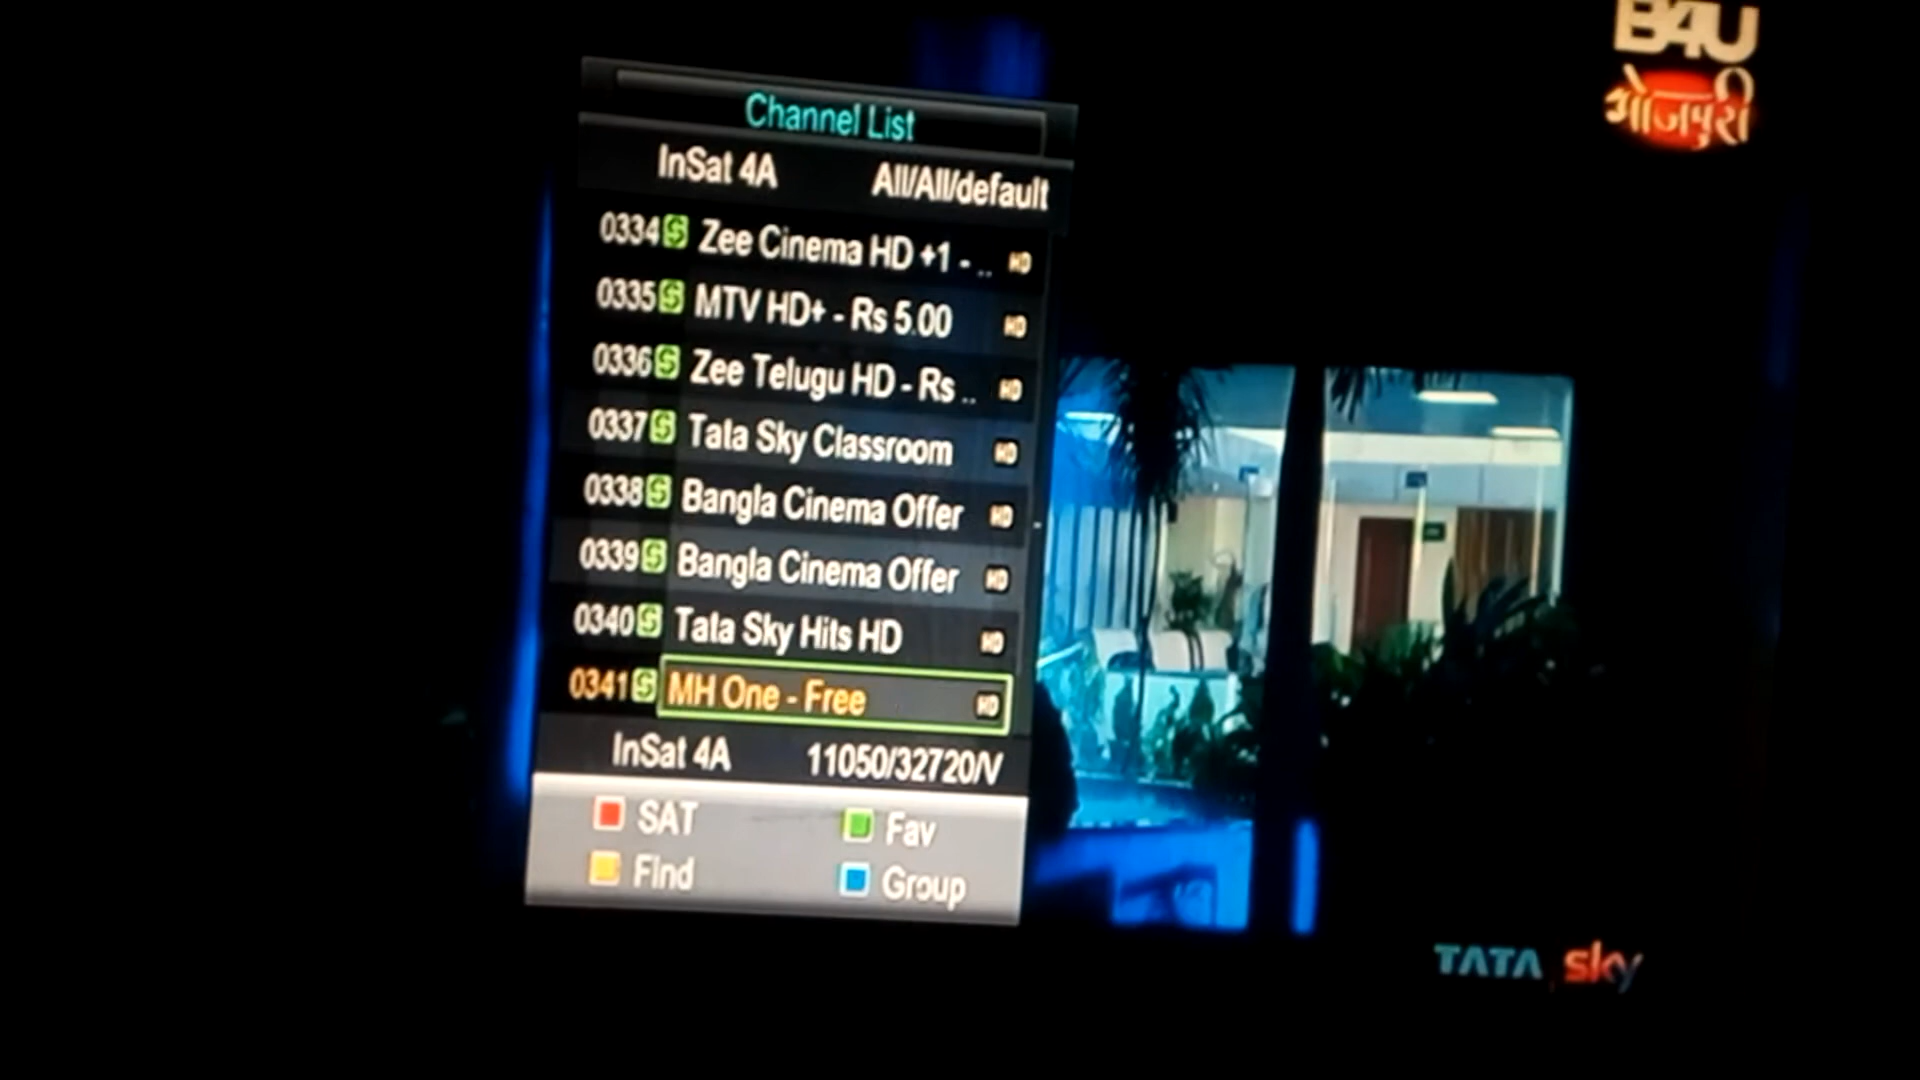 B4U
भोजपुरी
Channel List
InSat 4A All/All/default
0334 S Zee Cinema HD +1 - .. HD
0335 S MTV HD+ - Rs 5.00 HD
0336 S Zee Telugu HD - Rs .. HD
0337 S Tata Sky Classroom HD
0338 S Bangla Cinema Offer HD
0339 S Bangla Cinema Offer HD
0340 S Tata Sky Hits HD HD
0341 S MH One - Free HD
InSat 4A 11050/32720/V
SAT Fav
Find Group
TATA sky